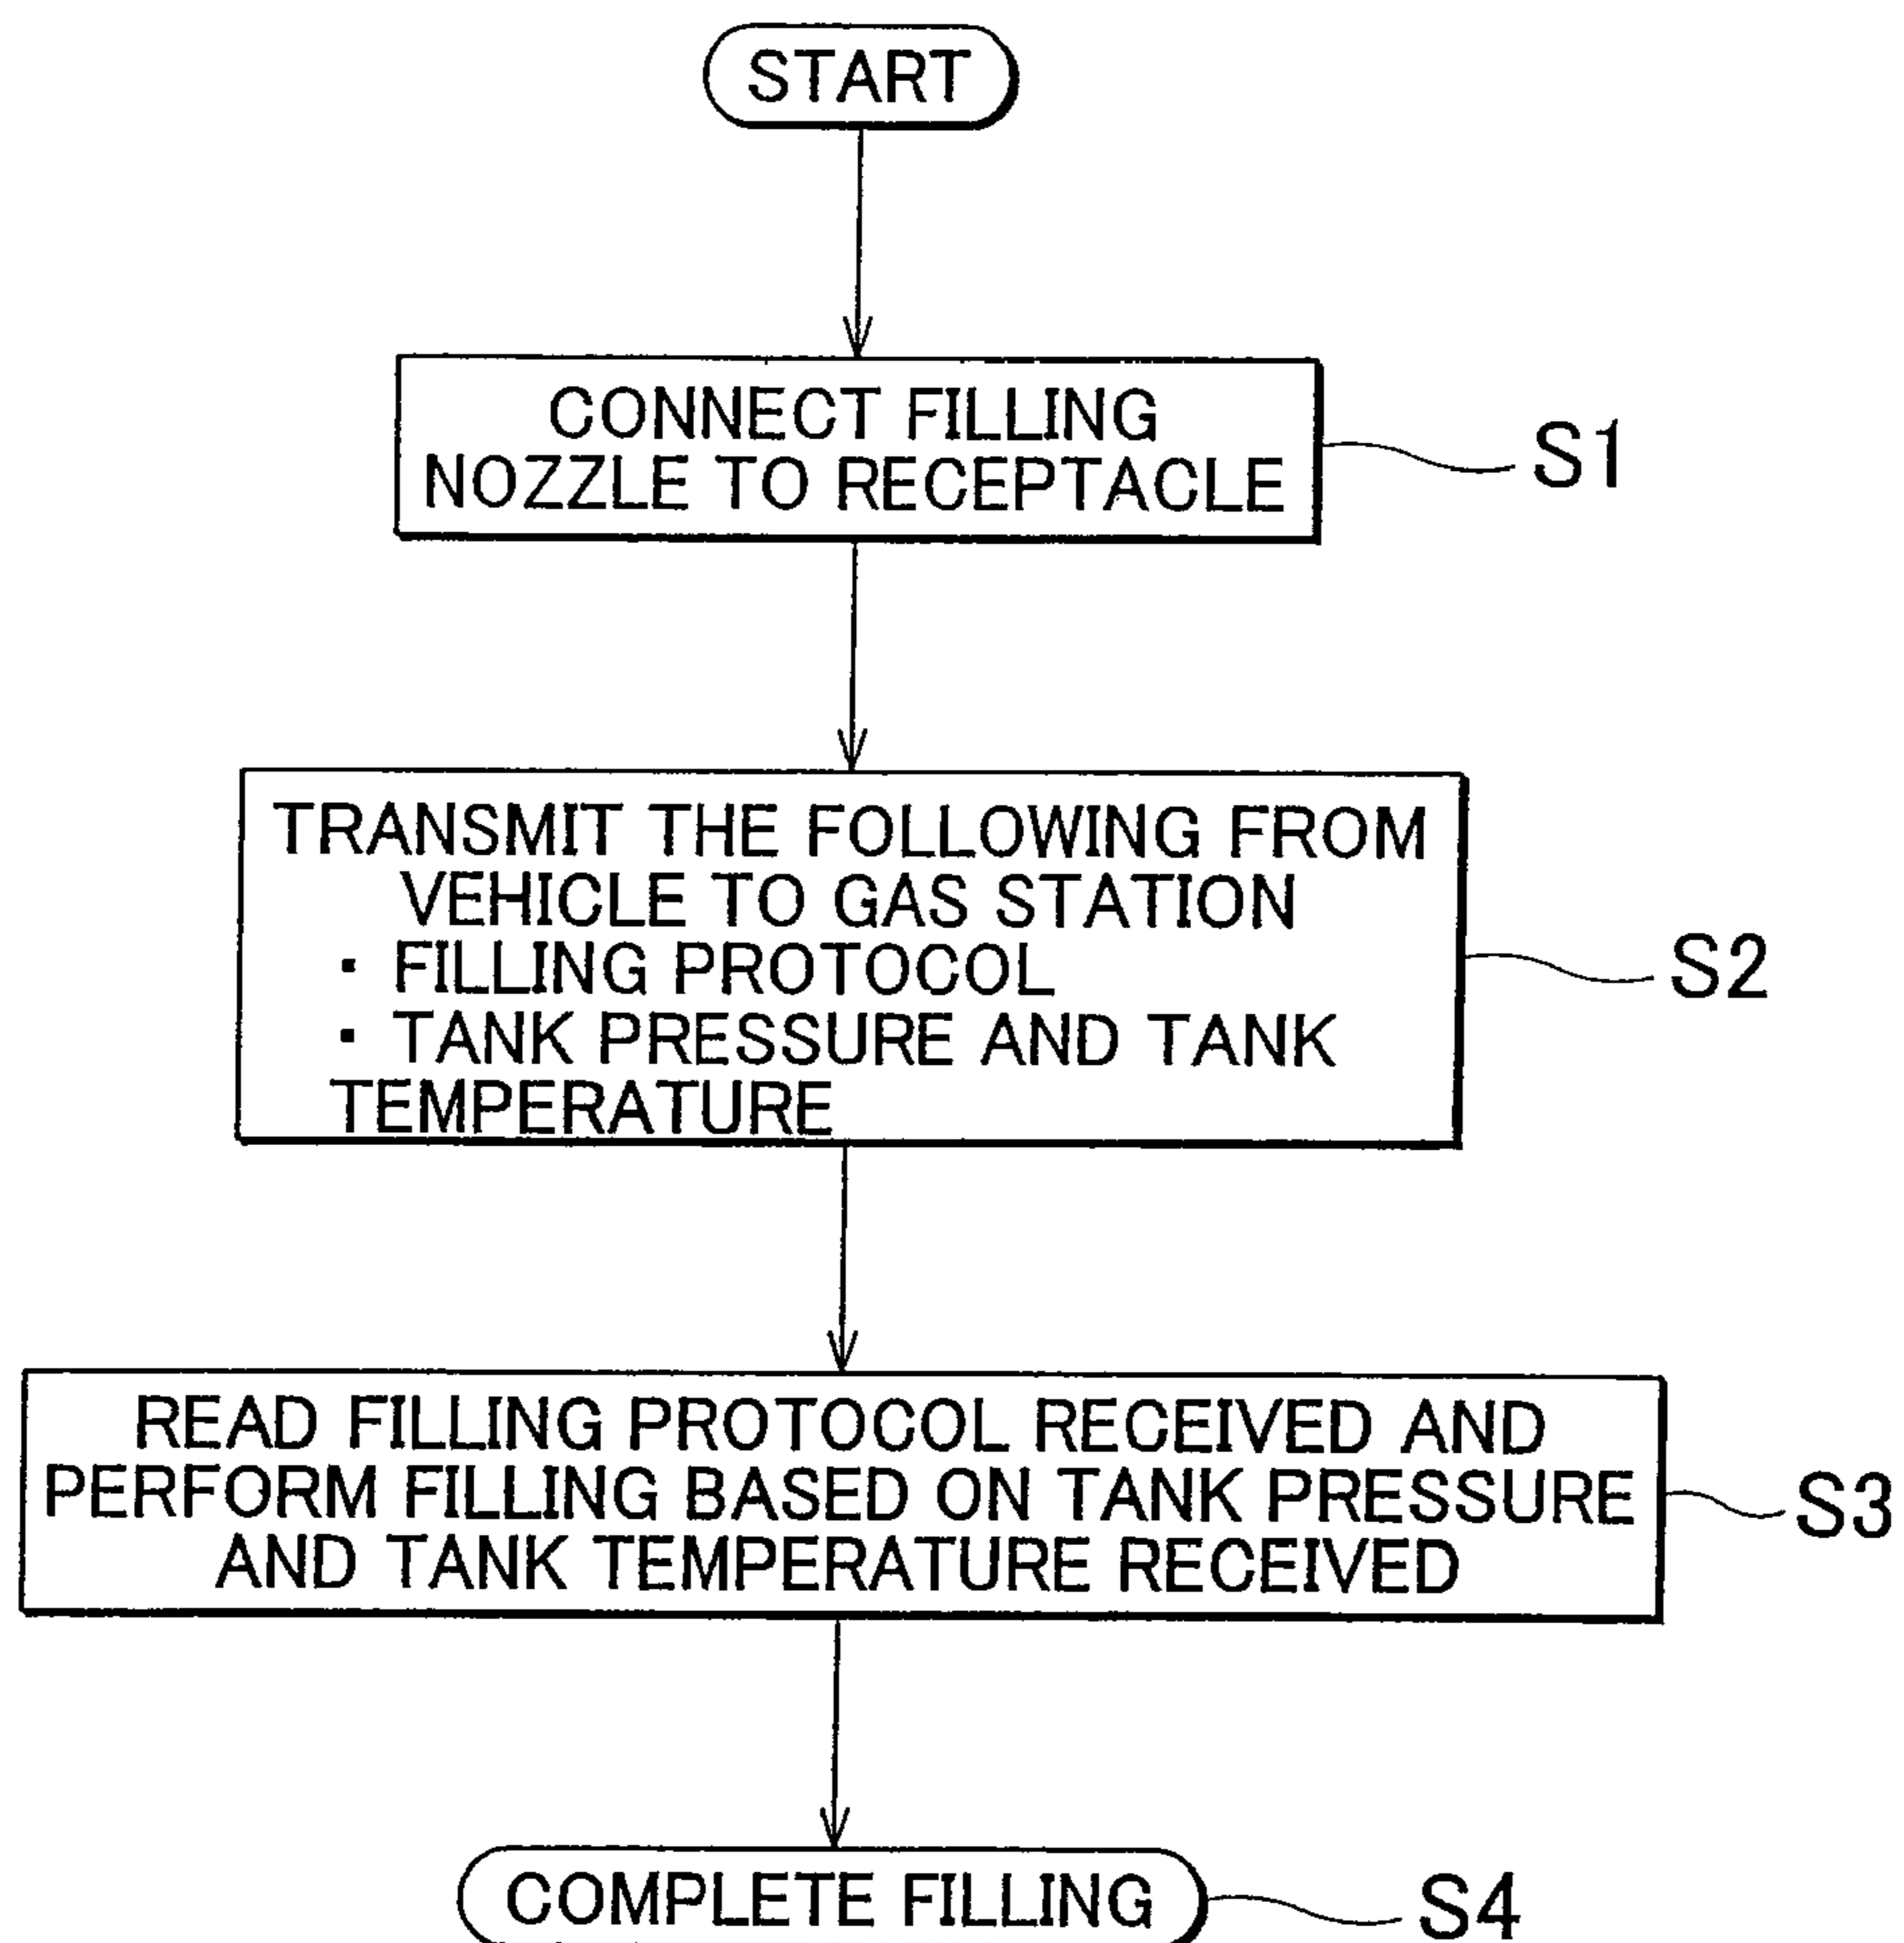 START
CONNECT FILLING
NOZZLE TO RECEPTACLE
S1
TRANSMIT THE FOLLOWING FROM
VEHICLE TO GAS STATION
▪ FILLING PROTOCOL
▪ TANK PRESSURE AND TANK
TEMPERATURE
S2
READ FILLING PROTOCOL RECEIVED AND
PERFORM FILLING BASED ON TANK PRESSURE
AND TANK TEMPERATURE RECEIVED
S3
COMPLETE FILLING
S4